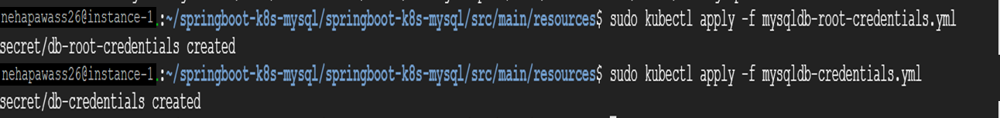 nehapawass26@instance-1.:~/springboot-k8s-mysql/springboot-k8s-mysql/src/main/resources$ sudo kubectl apply -f mysqldb-root-credentials.yml
secret/db-root-credentials created
nehapawass26@instance-1.:~/springboot-k8s-mysql/springboot-k8s-mysql/src/main/resources$ sudo kubectl apply -f mysqldb-credentials.yml
secret/db-credentials created